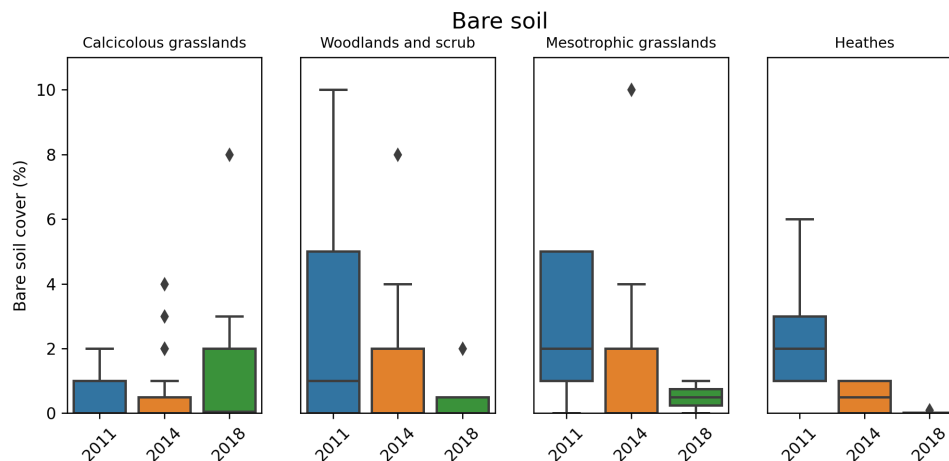 Bare soil
Calcicolous grasslands Woodlands and scrub Mesotrophic grasslands Heathes
Bare soil cover (%)
10
8
6
4
2
0
2011 2014 2018 2011 2014 2018 2011 2014 2018 2011 2014 2018